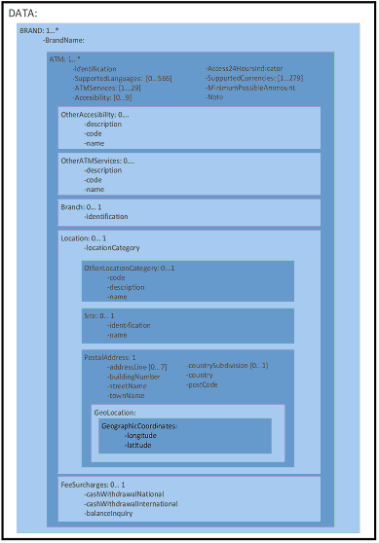 DATA:
BRAND: 1...*
-BrandName:
ATM: 1...*
-Identification
-SupportedLanguages: [0...568]
-ATMServices: [1...29]
-Accesibility: [0...9]
-Access24HoursIndicator
-SupportedCurrencies: [1...279]
-MinimumPossibleAmmount
-Note
OtherAccesibility: 0....
-description
-code
-name
OtherATMServices: 0....
-description
-code
-name
Branch: 0... 1
-identification
Location: 0... 1
-locationCategory
OtherLocationCategory: 0...1
-code
-description
-name
Site: 0... 1
-identification
-name
PostalAddress: 1
-addressLine [0...7]
-buildingNumber
-streetName
-townName
-countrySubdivision [0...1]
-country
-postCode
GeoLocation:
GeographicCoordinates:
-longitude
-latitude
FeeSurcharges: 0... 1
-cashWithdrawalNational
-cashWithdrawalInternational
-balanceInquiry